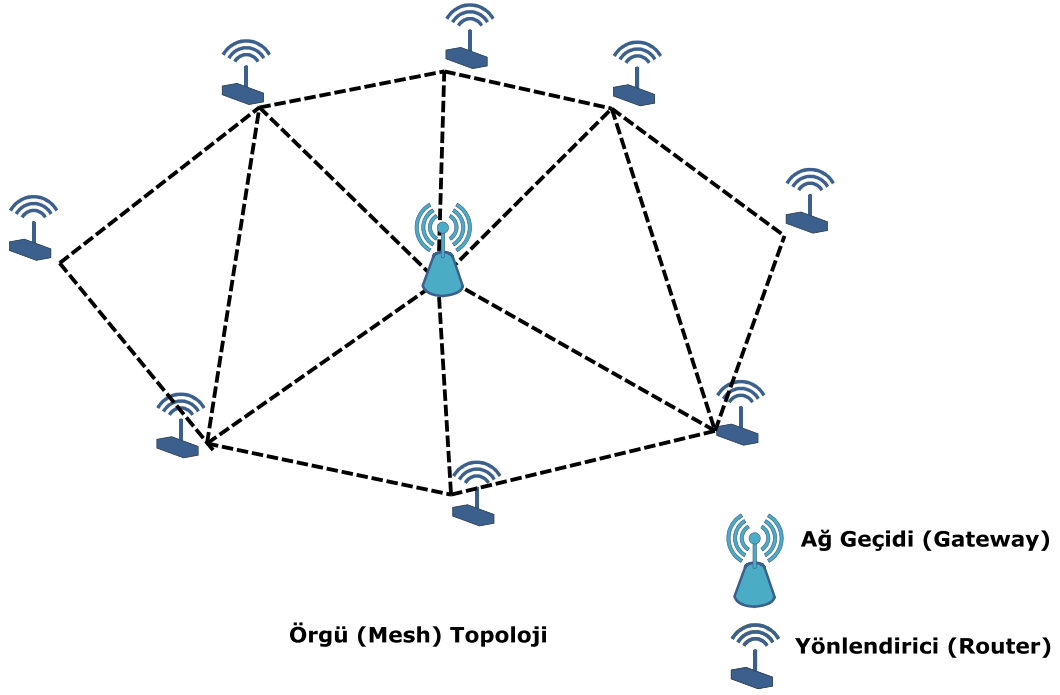 Ağ Geçidi (Gateway)
Örgü (Mesh) Topoloji
Yönlendirici (Router)